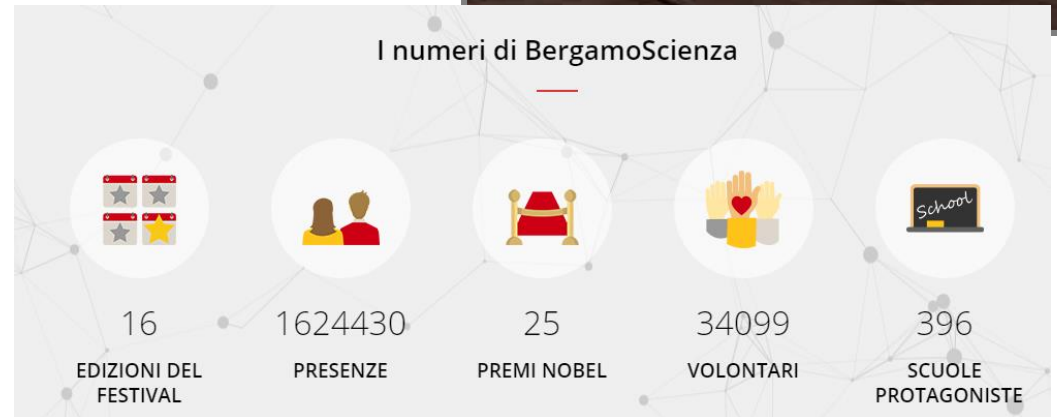 I numeri di BergamoScienza
School
16
EDIZIONI DEL
FESTIVAL
1624430
PRESENZE
25
PREMI NOBEL
34099
VOLONTARI
396
SCUOLE
PROTAGONISTE